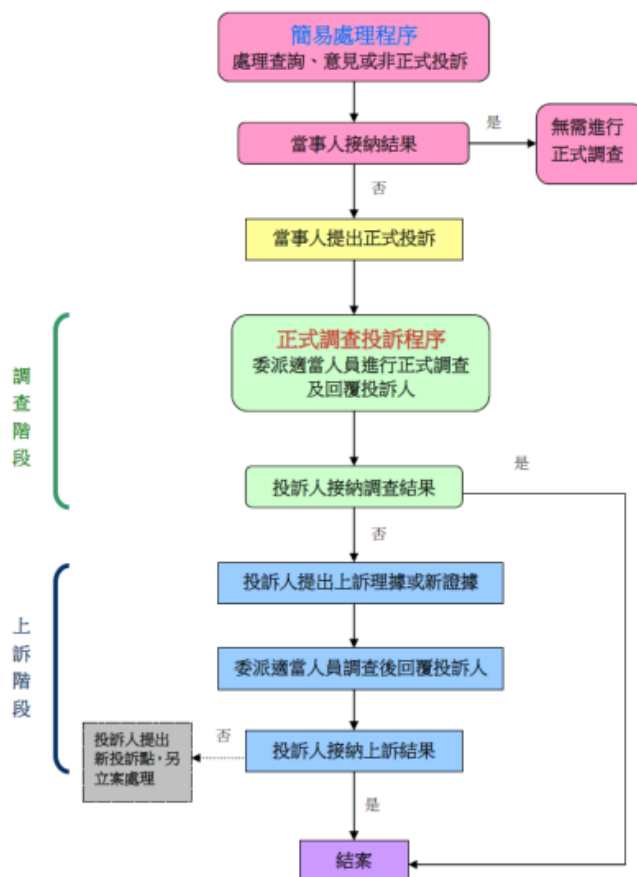 簡易處理程序
處理查詢、意見或非正式投訴
當事人接納結果
是
無需進行
正式調查
否
當事人提出正式投訴
調查階段
正式調查投訴程序
委派適當人員進行正式調查
及回覆投訴人
投訴人接納調查結果
是
否
上訴階段
投訴人提出上訴理據或新證據
委派適當人員調查後回覆投訴人
投訴人接納上訴結果
否
投訴人提出
新投訴點，另
立案處理
是
結案